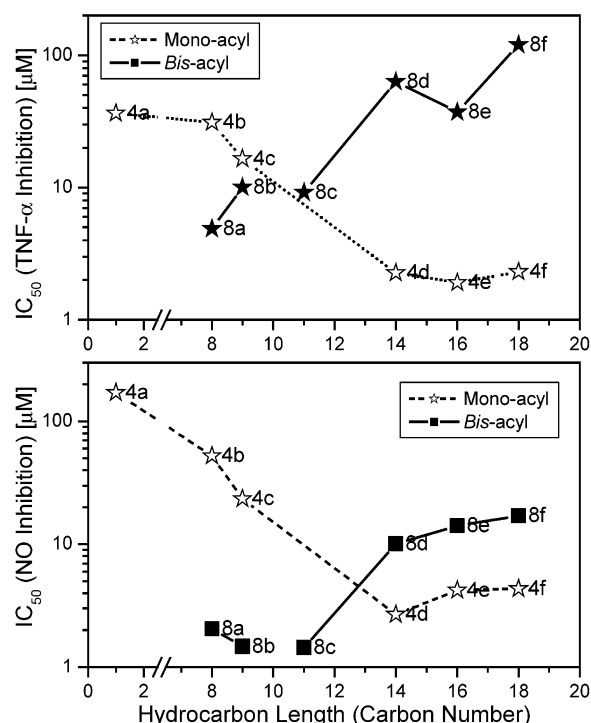 Mono-acyl
Bis-acyl
IC50 (TNF-α Inhibition) [μM]
100
10
1
4a
4b
4c
8a
8b
8c
8d
8e
8f
4d
4e
4f
0 2 8 10 12 14 16 18 20
Mono-acyl
Bis-acyl
IC50 (NO Inhibition) [μM]
100
10
1
4a
4b
4c
8a
8b
8c
8d
8e
8f
4d
4e
4f
0 2 8 10 12 14 16 18 20
Hydrocarbon Length (Carbon Number)